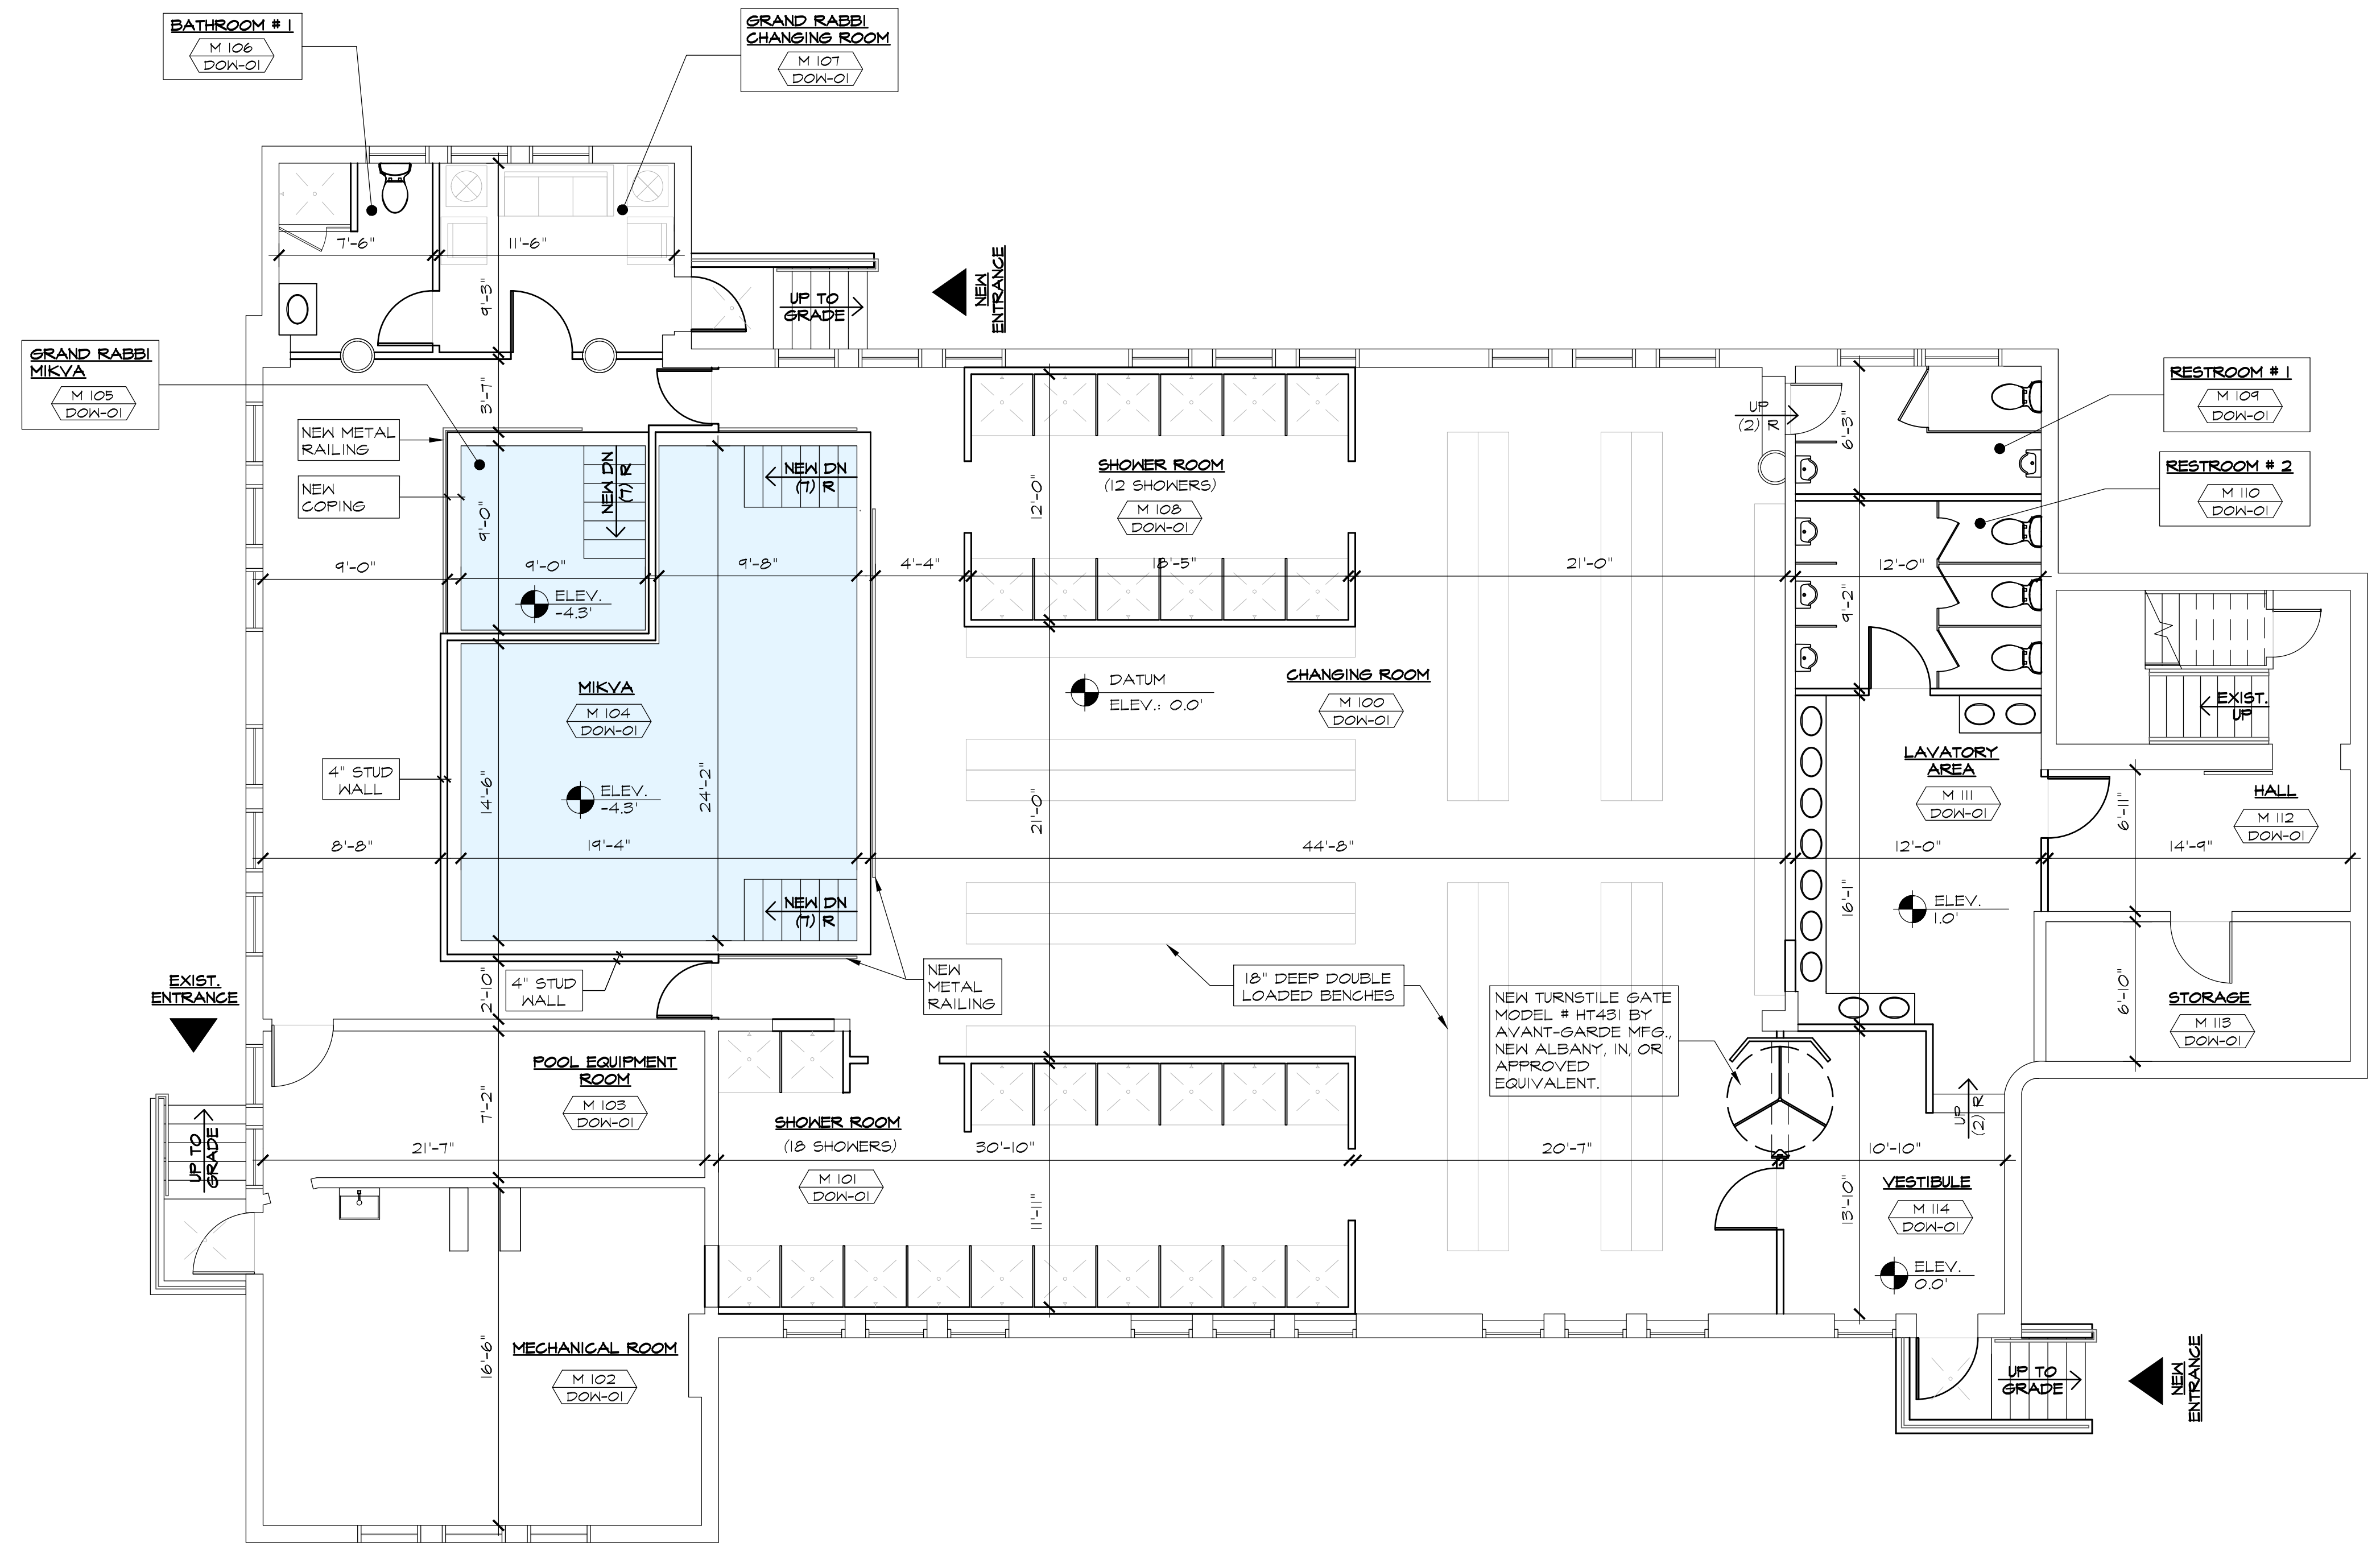 BATHROOM # 1
M 106
DOW-01
GRAND RABBI
CHANGING ROOM
M 107
DOW-01
7'-6"
11'-6"
9'-3"
UP TO
GRADE
NEW
ENTRANCE
GRAND RABBI
MIKVA
M 105
DOW-01
3'-7"
NEW METAL
RAILING
NEW
COPING
NEW DN
(7) R
NEW DN
(7) R
9'-0"
9'-0"
9'-0"
9'-8"
4'-4"
ELEV.
-4.3'
SHOWER ROOM
(12 SHOWERS)
M 108
DOW-01
12'-0"
18'-5"
21'-0"
UP
(2) R
6'-3"
RESTROOM # 1
M 109
DOW-01
RESTROOM # 2
M 110
DOW-01
12'-0"
9'-2"
MIKVA
M 104
DOW-01
DATUM
ELEV.: 0.0'
CHANGING ROOM
M 100
DOW-01
EXIST.
UP
LAVATORY
AREA
M 111
DOW-01
HALL
M 112
DOW-01
6'-11"
4" STUD
WALL
14'-6"
ELEV.
-4.3'
24'-2"
21'-0"
8'-8"
19'-4"
44'-8"
12'-0"
14'-9"
NEW DN
(7) R
16'-1"
ELEV.
1.0'
EXIST.
ENTRANCE
2'-10"
4" STUD
WALL
NEW
METAL
RAILING
18" DEEP DOUBLE
LOADED BENCHES
NEW TURNSTILE GATE
MODEL # HT431 BY
AVANT-GARDE MFG.,
NEW ALBANY, IN, OR
APPROVED
EQUIVALENT.
6'-10"
STORAGE
M 113
DOW-01
POOL EQUIPMENT
ROOM
M 103
DOW-01
7'-2"
UP TO
GRADE
21'-7"
SHOWER ROOM
(18 SHOWERS)
M 101
DOW-01
30'-10"
11'-11"
20'-7"
10'-10"
UP
(2) R
VESTIBULE
M 114
DOW-01
13'-10"
ELEV.
0.0'
MECHANICAL ROOM
M 102
DOW-01
16'-6"
UP TO
GRADE
NEW
ENTRANCE